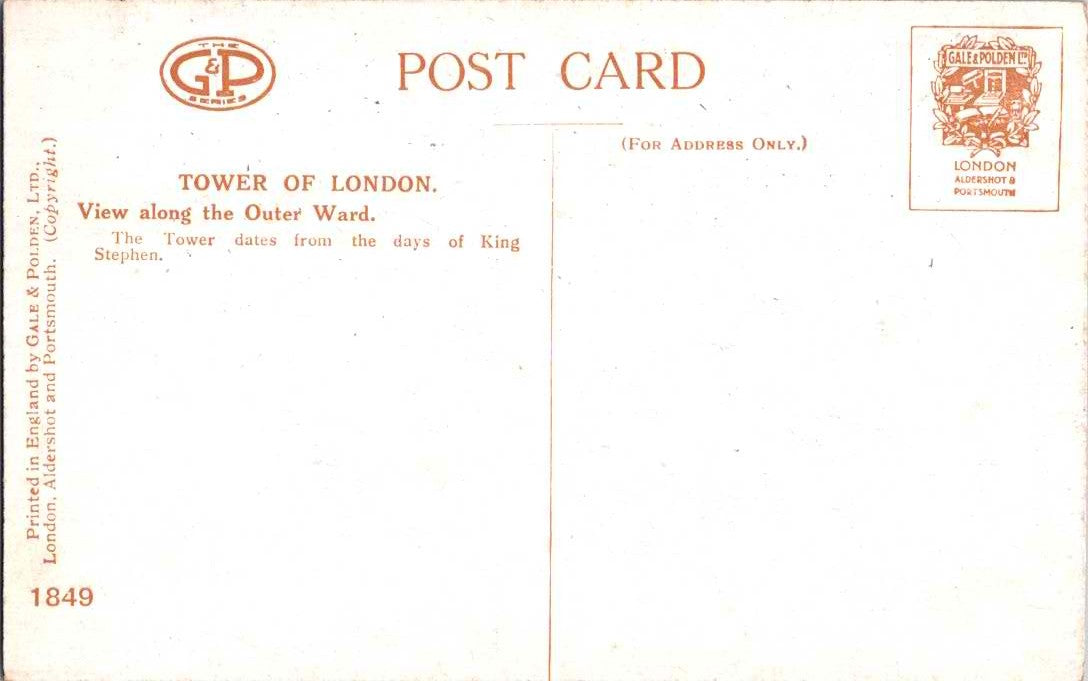 THE
G&P
SERIES
POST CARD
(FOR ADDRESS ONLY.)
GALE & POLDEN LTD
LONDON
ALDERSHOT &
PORTSMOUTH
TOWER OF LONDON.
View along the Outer Ward.
The Tower dates from the days of King
Stephen.
Printed in England by GALE & POLDEN, LTD.,
London, Aldershot and Portsmouth. (Copyright.)
1849